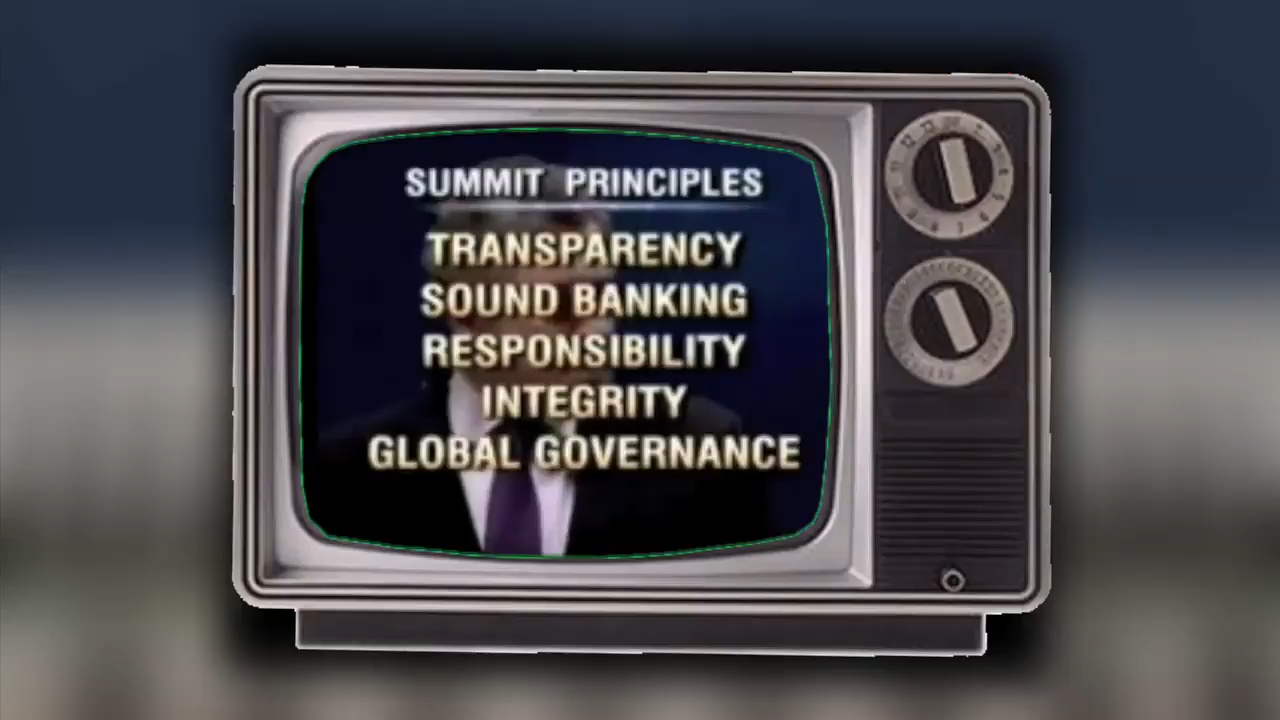 SUMMIT PRINCIPLES
TRANSPARENCY
SOUND BANKING
RESPONSIBILITY
INTEGRITY
GLOBAL GOVERNANCE